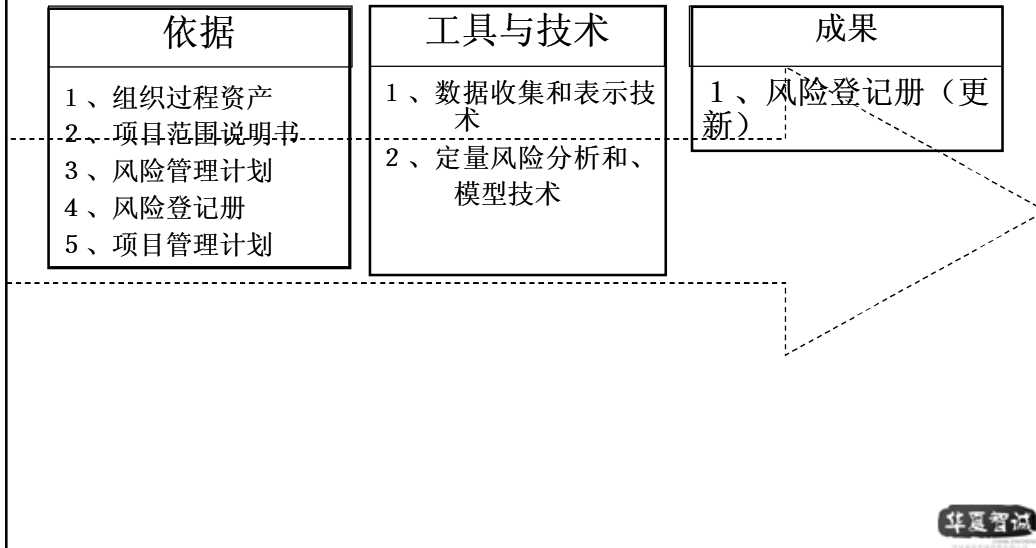 依据
1、组织过程资产
2、项目范围说明书
3、风险管理计划
4、风险登记册
5、项目管理计划
工具与技术
1、数据收集和表示技
术
2、定量风险分析和、
模型技术
成果
1、风险登记册（更
新）
华夏智诚